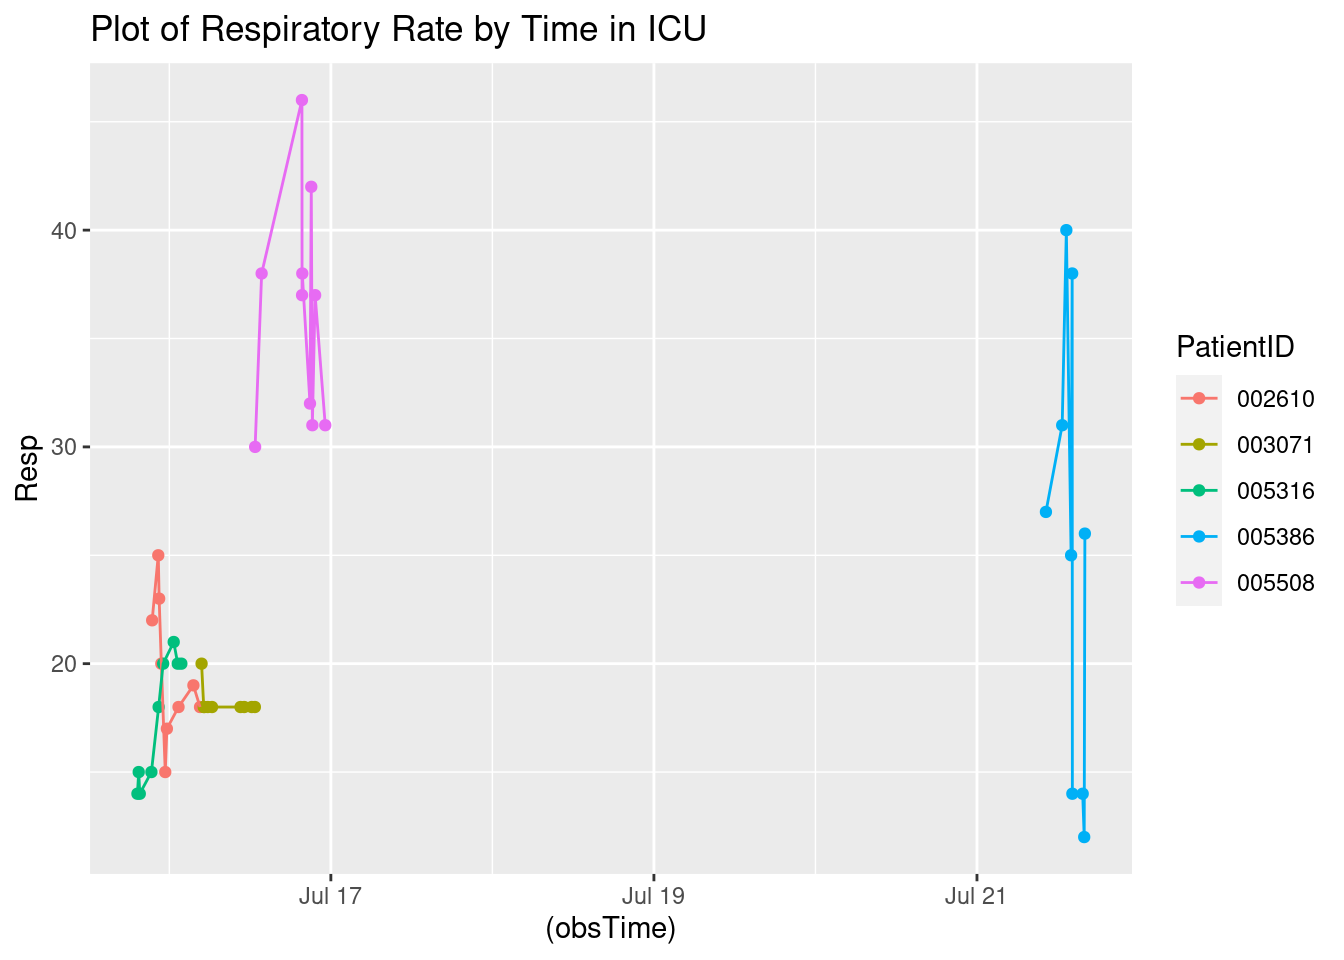 Plot of Respiratory Rate by Time in ICU
40
30
20
Resp
Jul 17
Jul 19
Jul 21
(obsTime)
PatientID
002610
003071
005316
005386
005508